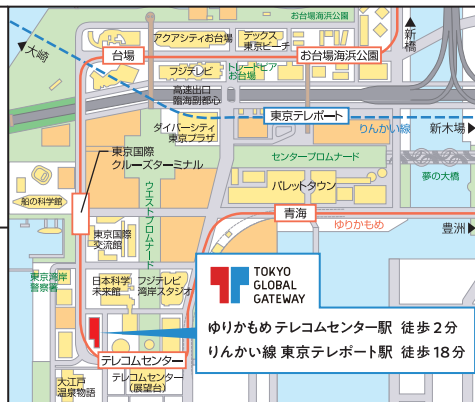 お台場海浜公園
アクアシティお台場
デックス
東京ビーチ
新橋
大崎
台場
お台場海浜公園
フジテレビ
トレードピア
お台場
高速出口
臨海副都心
東京テレポート
りんかい線
新木場
ダイバーシティ
東京プラザ
東京国際
クルーズターミナル
センタープロムナード
夢の大橋
パレットタウン
船の科学館
ウエストプロムナード
青海
ゆりかもめ
豊洲
東京国際
交流館
東京湾岸
警察署
日本科学
未来館
フジテレビ
湾岸スタジオ
TOKYO
GLOBAL
GATEWAY
ゆりかもめ テレコムセンター駅 徒歩2分
りんかい線 東京テレポート駅 徒歩18分
テレコムセンター
テレコムセンター
(展望台)
大江戸
温泉物語